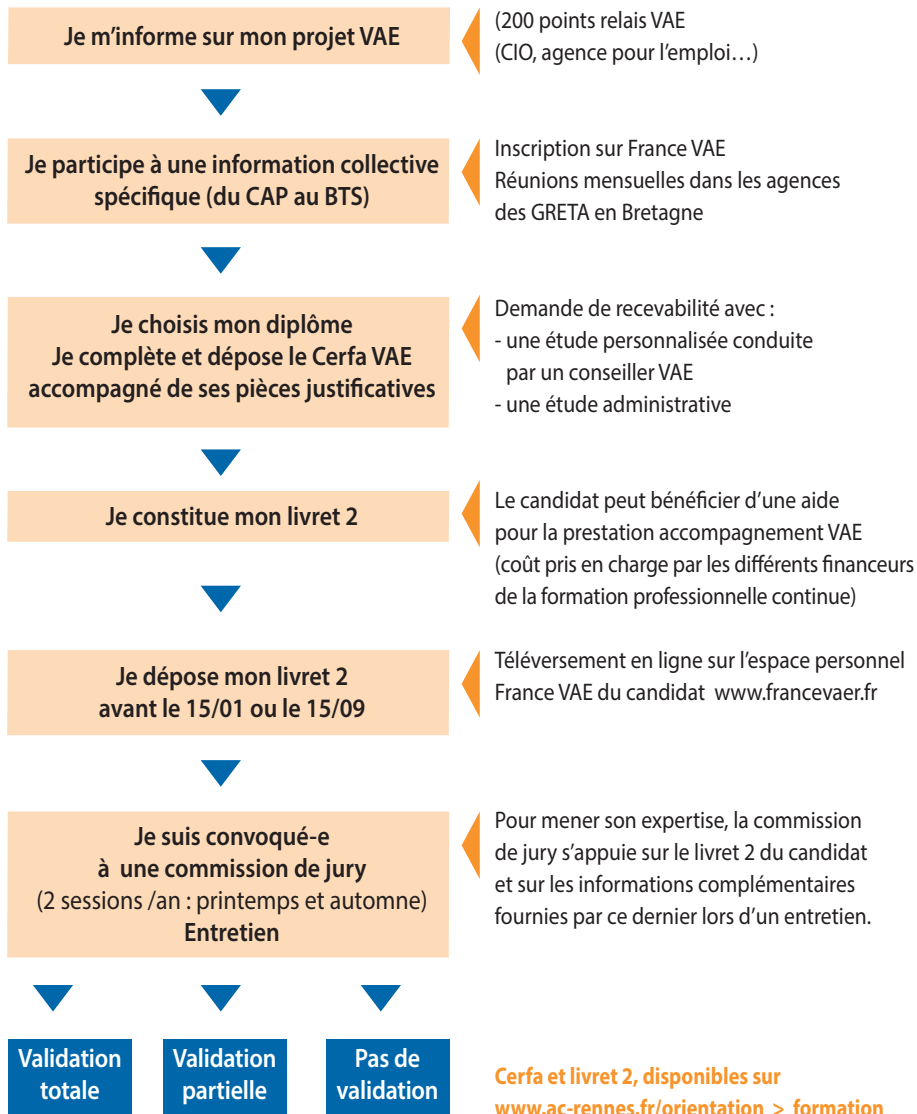 Je m'informe sur mon projet VAE
(200 points relais VAE
(CIO, agence pour l'emploi…)
Je participe à une information collective
spécifique (du CAP au BTS)
Inscription sur France VAE
Réunions mensuelles dans les agences
des GRETA en Bretagne
Je choisis mon diplôme
Je complète et dépose le Cerfa VAE
accompagné de ses pièces justificatives
Demande de recevabilité avec :
- une étude personnalisée conduite
par un conseiller VAE
- une étude administrative
Je constitue mon livret 2
Le candidat peut bénéficier d'une aide
pour la prestation accompagnement VAE
(coût pris en charge par les différents financeurs
de la formation professionnelle continue)
Je dépose mon livret 2
avant le 15/01 ou le 15/09
Téléversement en ligne sur l'espace personnel
France VAE du candidat www.francevaer.fr
Je suis convoqué-e
à une commission de jury
(2 sessions /an : printemps et automne)
Entretien
Pour mener son expertise, la commission
de jury s'appuie sur le livret 2 du candidat
et sur les informations complémentaires
fournies par ce dernier lors d'un entretien.
Validation
totale
Validation
partielle
Pas de
validation
Cerfa et livret 2, disponibles sur
www.ac-rennes.fr/orientation > formation